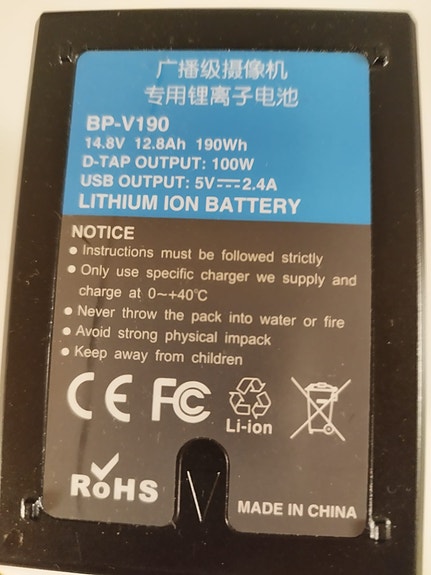 广播级摄像机
专用锂离子电池
BP-V190
14.8V 12.8Ah 190Wh
D-TAP OUTPUT: 100W
USB OUTPUT: 5V⎓2.4A
LITHIUM ION BATTERY
NOTICE
● Instructions must be followed strictly
● Only use specific charger we supply and
charge at 0~+40℃
● Never throw the pack into water or fire
● Avoid strong physical impack
● Keep away from children
CE FC Li-ion
RoHS
MADE IN CHINA